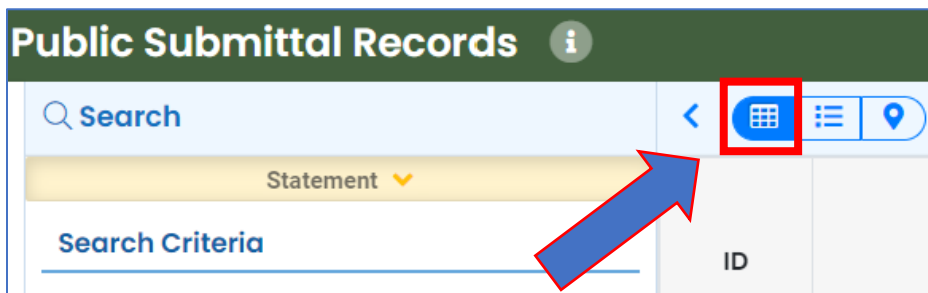 Public Submittal Records
Search
Statement
Search Criteria
ID